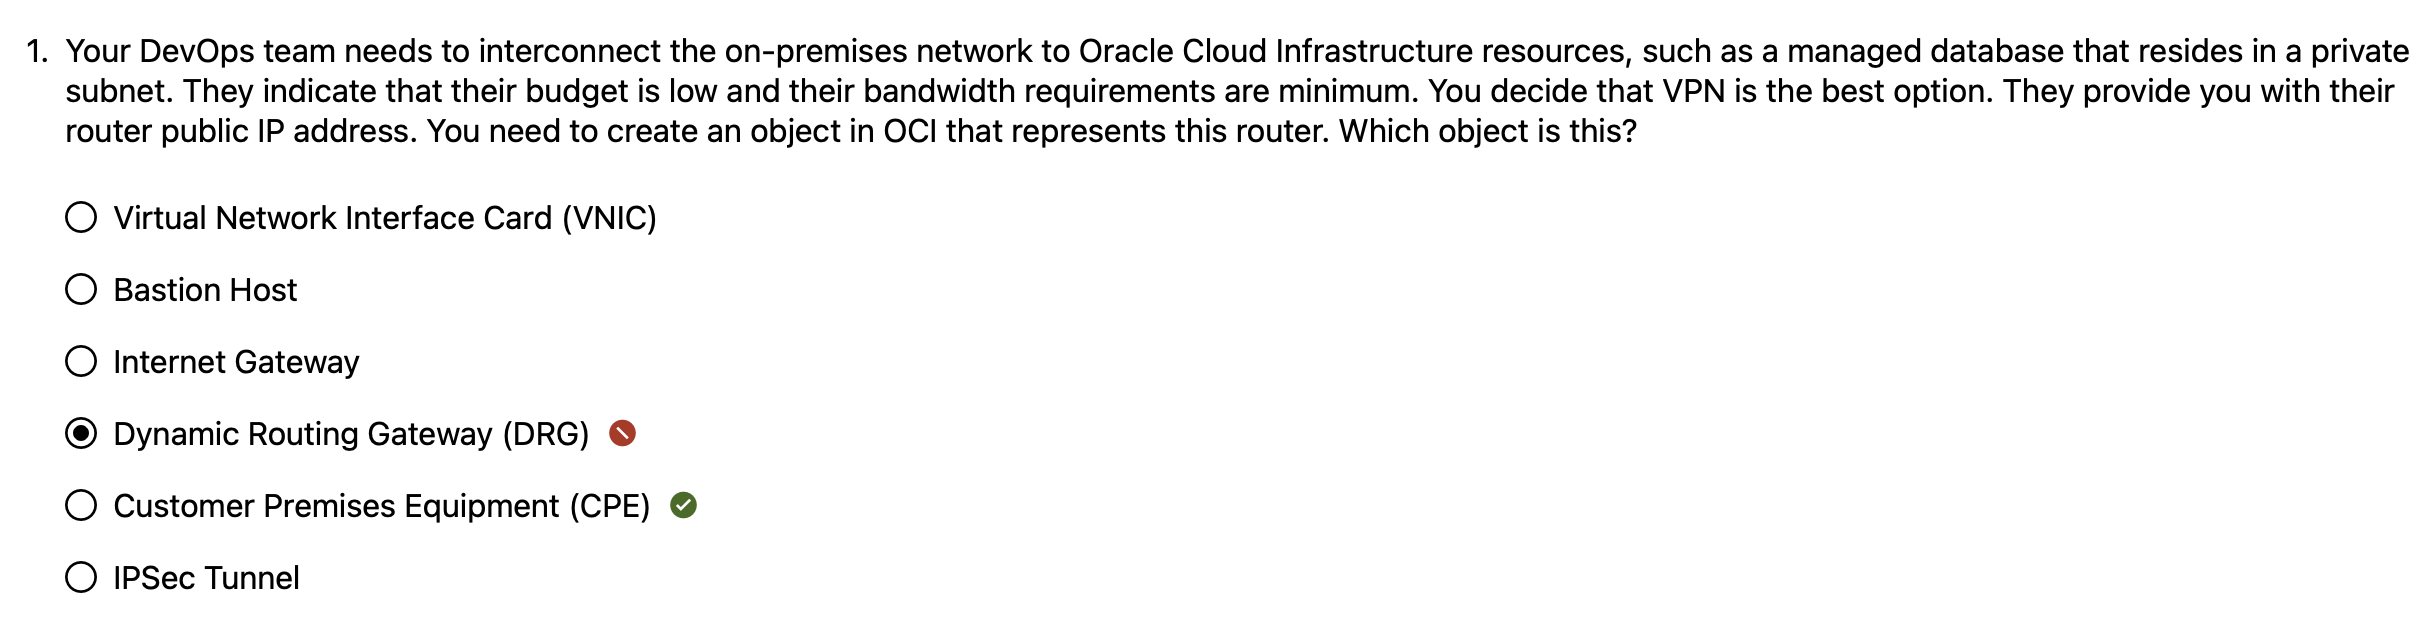 1. Your DevOps team needs to interconnect the on-premises network to Oracle Cloud Infrastructure resources, such as a managed database that resides in a private
subnet. They indicate that their budget is low and their bandwidth requirements are minimum. You decide that VPN is the best option. They provide you with their
router public IP address. You need to create an object in OCI that represents this router. Which object is this?
Virtual Network Interface Card (VNIC)
Bastion Host
Internet Gateway
Dynamic Routing Gateway (DRG)
Customer Premises Equipment (CPE)
IPSec Tunnel